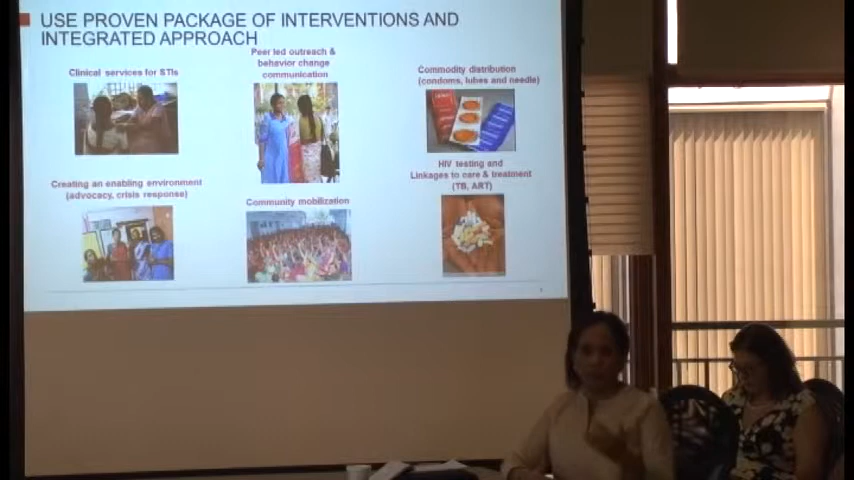 USE PROVEN PACKAGE OF INTERVENTIONS AND
INTEGRATED APPROACH
Clinical services for STIs
Peer led outreach &
behavior change
communication
Commodity distribution
(condoms, lubes and needle)
Creating an enabling environment
(advocacy, crisis response)
Community mobilization
HIV testing and
Linkages to care & treatment
(TB, ART)